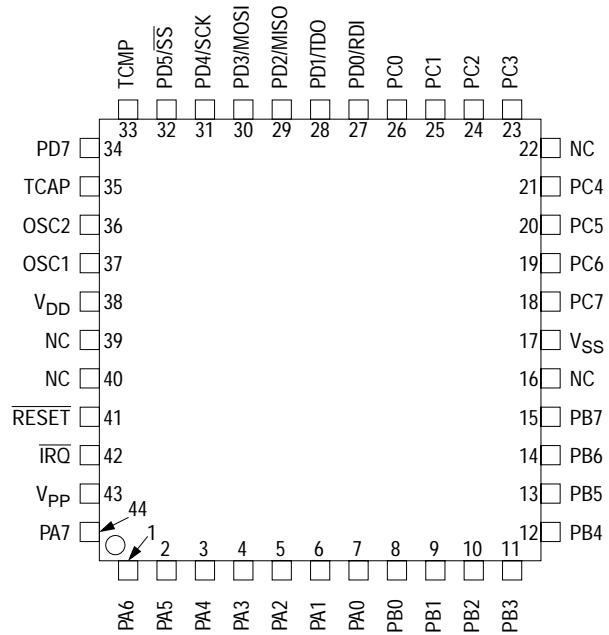 TCMP
PD5/S̅S̅
PD4/SCK
PD3/MOSI
PD2/MISO
PD1/TDO
PD0/RDI
PC0
PC1
PC2
PC3
33 32 31 30 29 28 27 26 25 24 23
PD7 34
22 NC
TCAP 35
21 PC4
OSC2 36
20 PC5
OSC1 37
19 PC6
VDD 38
18 PC7
NC 39
17 VSS
NC 40
16 NC
R̅E̅S̅E̅T̅ 41
15 PB7
I̅R̅Q̅ 42
14 PB6
VPP 43
13 PB5
PA7 44
12 PB4
1 2 3 4 5 6 7 8 9 10 11
PA6
PA5
PA4
PA3
PA2
PA1
PA0
PB0
PB1
PB2
PB3